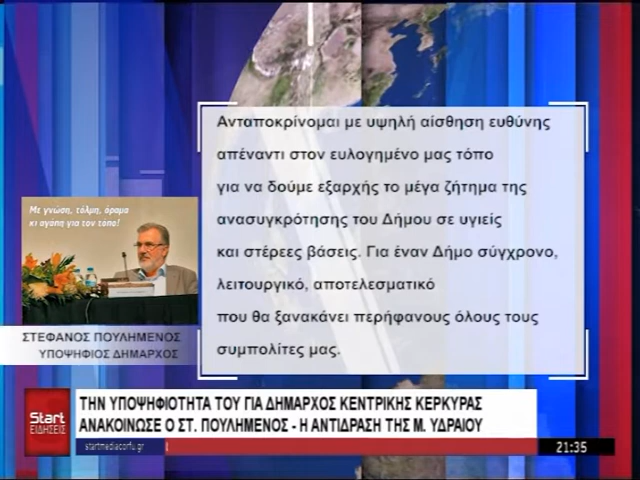 Ανταποκρίνομαι με υψηλή αίσθηση ευθύνης
απέναντι στον ευλογημένο μας τόπο
για να δούμε εξαρχής το μέγα ζήτημα της
ανασυγκρότησης του Δήμου σε υγιείς
και στέρεες βάσεις. Για έναν Δήμο σύγχρονο,
λειτουργικό, αποτελεσματικό
που θα ξανακάνει περήφανους όλους τους
συμπολίτες μας.
Με γνώση, τόλμη, όραμα
κι αγάπη για τον τόπο!
ΣΤΕΦΑΝΟΣ ΠΟΥΛΗΜΕΝΟΣ
ΥΠΟΨΗΦΙΟΣ ΔΗΜΑΡΧΟΣ
Start
ΕΙΔΗΣΕΙΣ
ΤΗΝ ΥΠΟΨΗΦΙΟΤΗΤΑ ΤΟΥ ΓΙΑ ΔΗΜΑΡΧΟΣ ΚΕΝΤΡΙΚΗΣ ΚΕΡΚΥΡΑΣ
ΑΝΑΚΟΙΝΩΣΕ Ο ΣΤ. ΠΟΥΛΗΜΕΝΟΣ - Η ΑΝΤΙΔΡΑΣΗ ΤΗΣ Μ. ΥΔΡΑΙΟΥ
startmediacorfu.gr
21:35